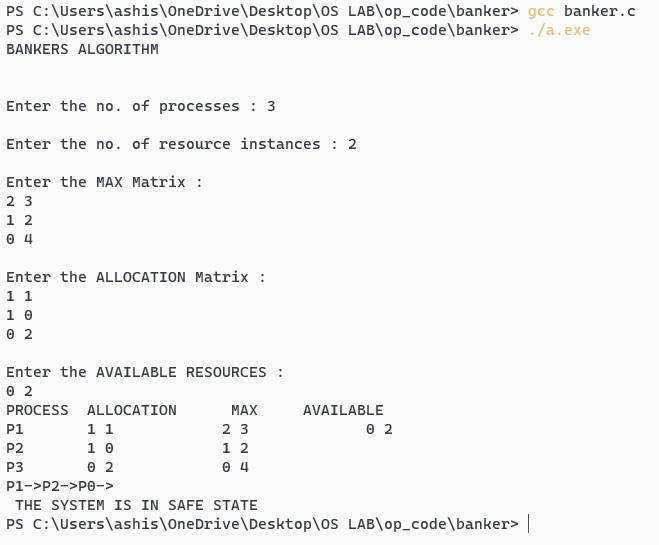 PS C:\Users\ashis\OneDrive\Desktop\OS LAB\op_code\banker> gcc banker.c
PS C:\Users\ashis\OneDrive\Desktop\OS LAB\op_code\banker> ./a.exe
BANKERS ALGORITHM
Enter the no. of processes : 3
Enter the no. of resource instances : 2
Enter the MAX Matrix :
2 3
1 2
0 4
Enter the ALLOCATION Matrix :
1 1
1 0
0 2
Enter the AVAILABLE RESOURCES :
0 2
PROCESS  ALLOCATION      MAX     AVAILABLE
P1       1 1            2 3             0 2
P2       1 0            1 2
P3       0 2            0 4
P1->P2->P0->
 THE SYSTEM IS IN SAFE STATE
PS C:\Users\ashis\OneDrive\Desktop\OS LAB\op_code\banker>